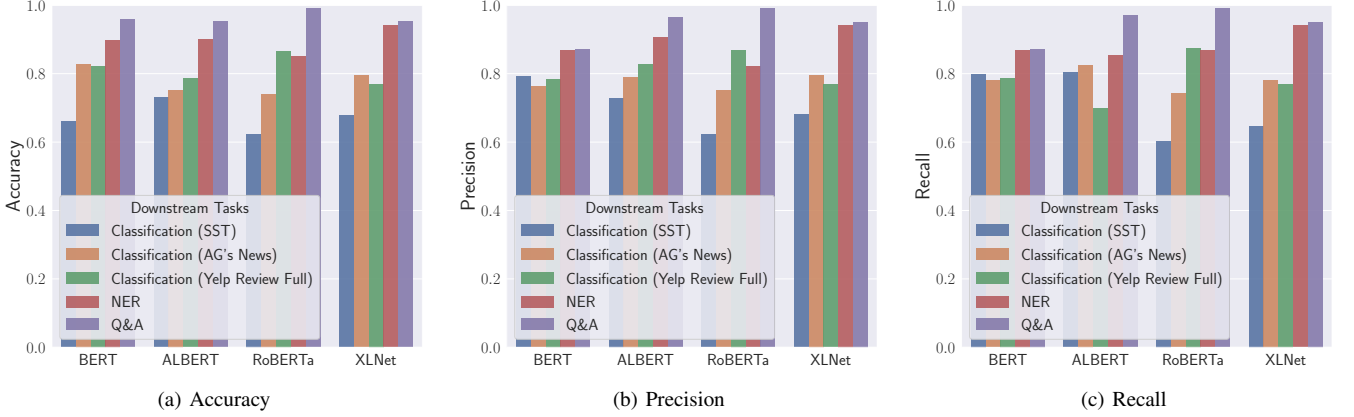 1.0
0.8
0.6
0.4
0.2
0.0
Accuracy
Downstream Tasks
Classification (SST)
Classification (AG's News)
Classification (Yelp Review Full)
NER
Q&A
BERT
ALBERT
RoBERTa
XLNet
(a) Accuracy
1.0
0.8
0.6
0.4
0.2
0.0
Precision
Downstream Tasks
Classification (SST)
Classification (AG's News)
Classification (Yelp Review Full)
NER
Q&A
BERT
ALBERT
RoBERTa
XLNet
(b) Precision
1.0
0.8
0.6
0.4
0.2
0.0
Recall
Downstream Tasks
Classification (SST)
Classification (AG's News)
Classification (Yelp Review Full)
NER
Q&A
BERT
ALBERT
RoBERTa
XLNet
(c) Recall